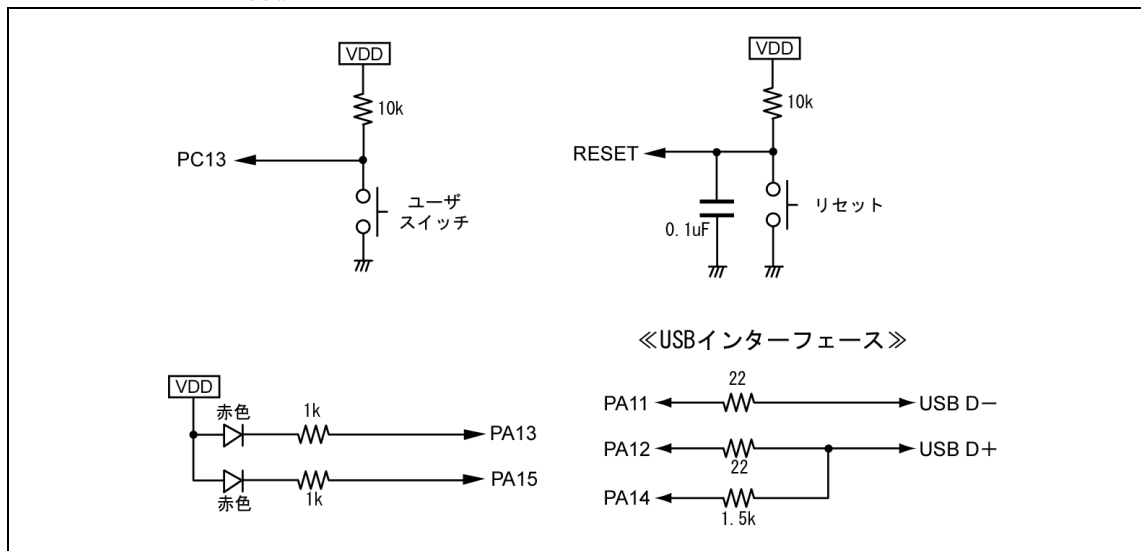 VDD
10k
PC13
ユーザ
スイッチ
VDD
10k
RESET
0.1uF
リセット
VDD
赤色
1k
PA13
赤色
1k
PA15
≪USBインターフェース≫
PA11
22
USB D−
PA12
22
USB D+
PA14
1.5k